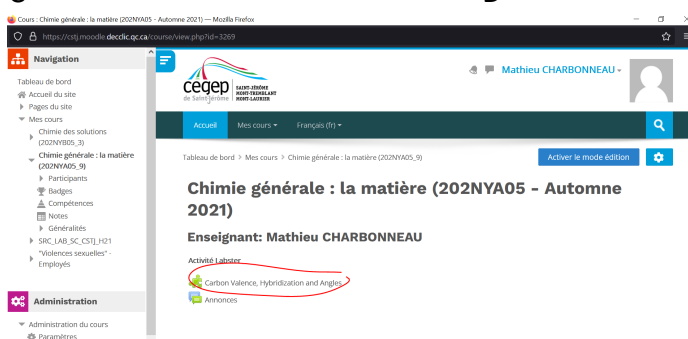 Cours : Chimie générale : la matière (202NYA05 - Automne 2021) — Mozilla Firefox
https://cstj.moodle.decclic.qc.ca/course/view.php?id=3269
Navigation
Tableau de bord
Accueil du site
Pages du site
Mes cours
Chimie des solutions
(202NYB05_3)
Chimie générale : la matière
(202NYA05_9)
Participants
Badges
Compétences
Notes
Généralités
SRC_LAB_SC_CSTJ_H21
"Violences sexuelles" -
Employés
Administration
Administration du cours
Paramètres
cégep
de Saint-Jérôme
SAINT-JÉRÔME
MONT-TREMBLANT
MONT-LAURIER
Mathieu CHARBONNEAU
Accueil Mes cours Français (fr)
Tableau de bord > Mes cours > Chimie générale : la matière (202NYA05_9)
Activer le mode édition
Chimie générale : la matière (202NYA05 - Automne
2021)
Enseignant: Mathieu CHARBONNEAU
Activité Labster
Carbon Valence, Hybridization and Angles
Annonces